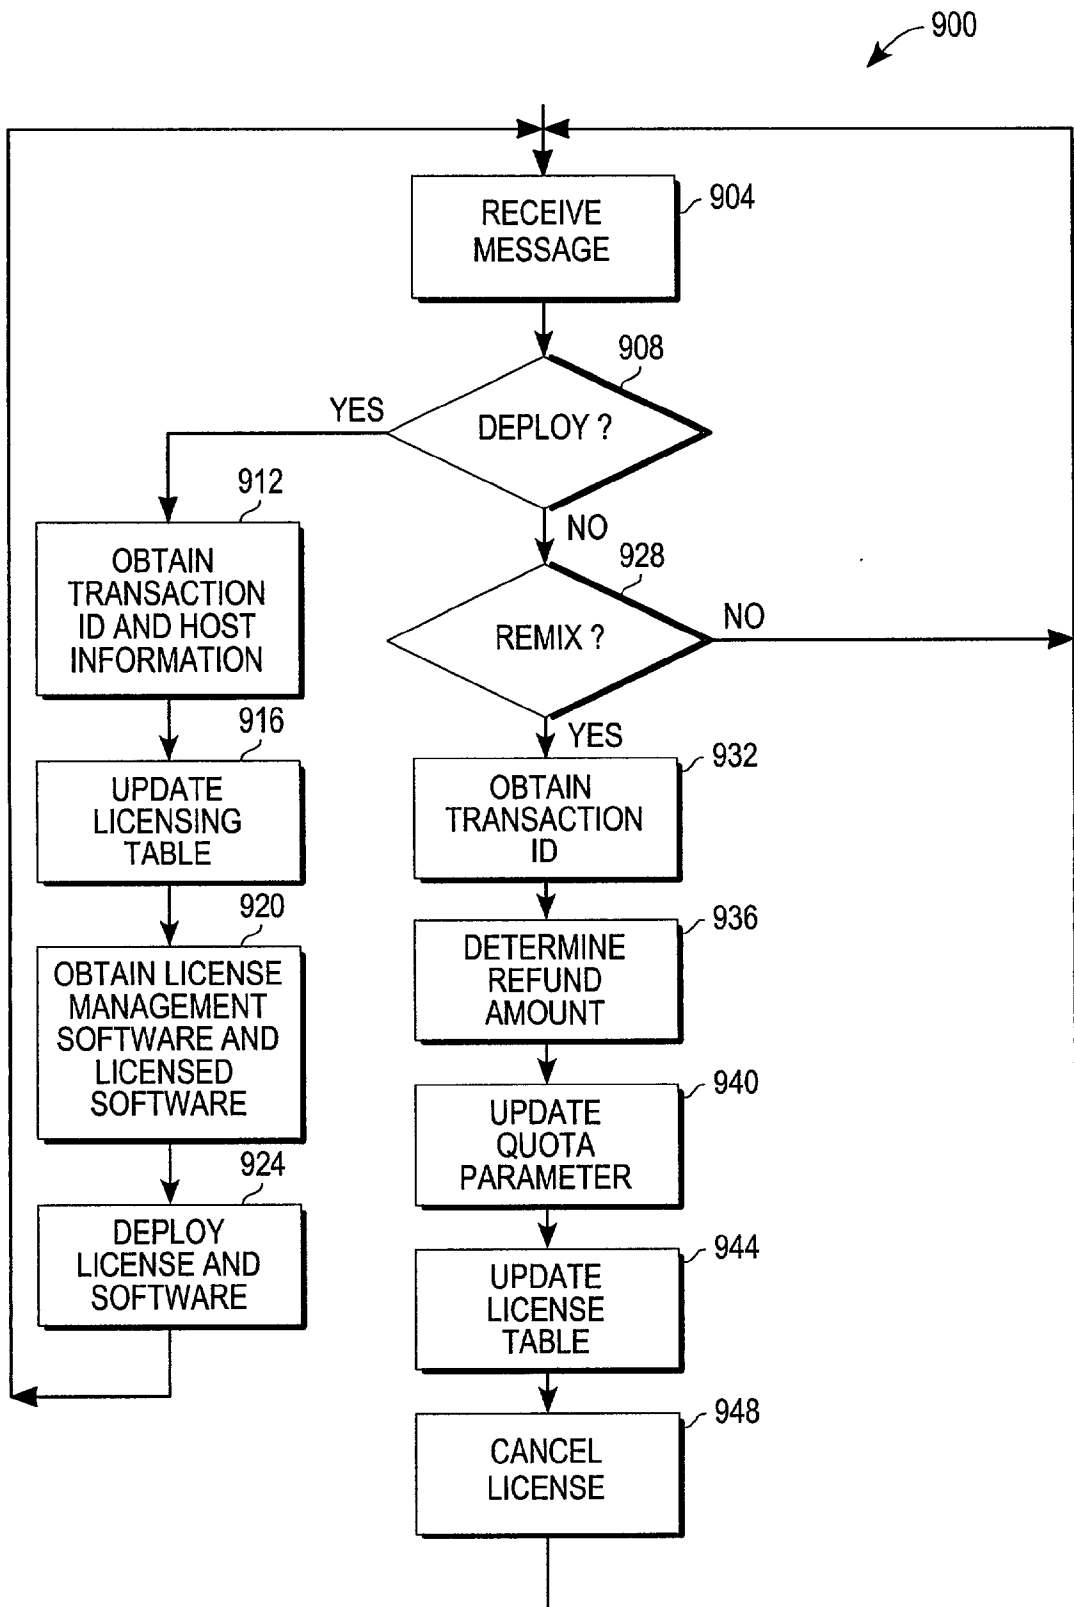 900
RECEIVE
MESSAGE
904
908
DEPLOY ?
YES
NO
912
OBTAIN
TRANSACTION
ID AND HOST
INFORMATION
916
UPDATE
LICENSING
TABLE
920
OBTAIN LICENSE
MANAGEMENT
SOFTWARE AND
LICENSED
SOFTWARE
924
DEPLOY
LICENSE AND
SOFTWARE
928
REMIX ?
NO
YES
932
OBTAIN
TRANSACTION
ID
936
DETERMINE
REFUND
AMOUNT
940
UPDATE
QUOTA
PARAMETER
944
UPDATE
LICENSE
TABLE
948
CANCEL
LICENSE